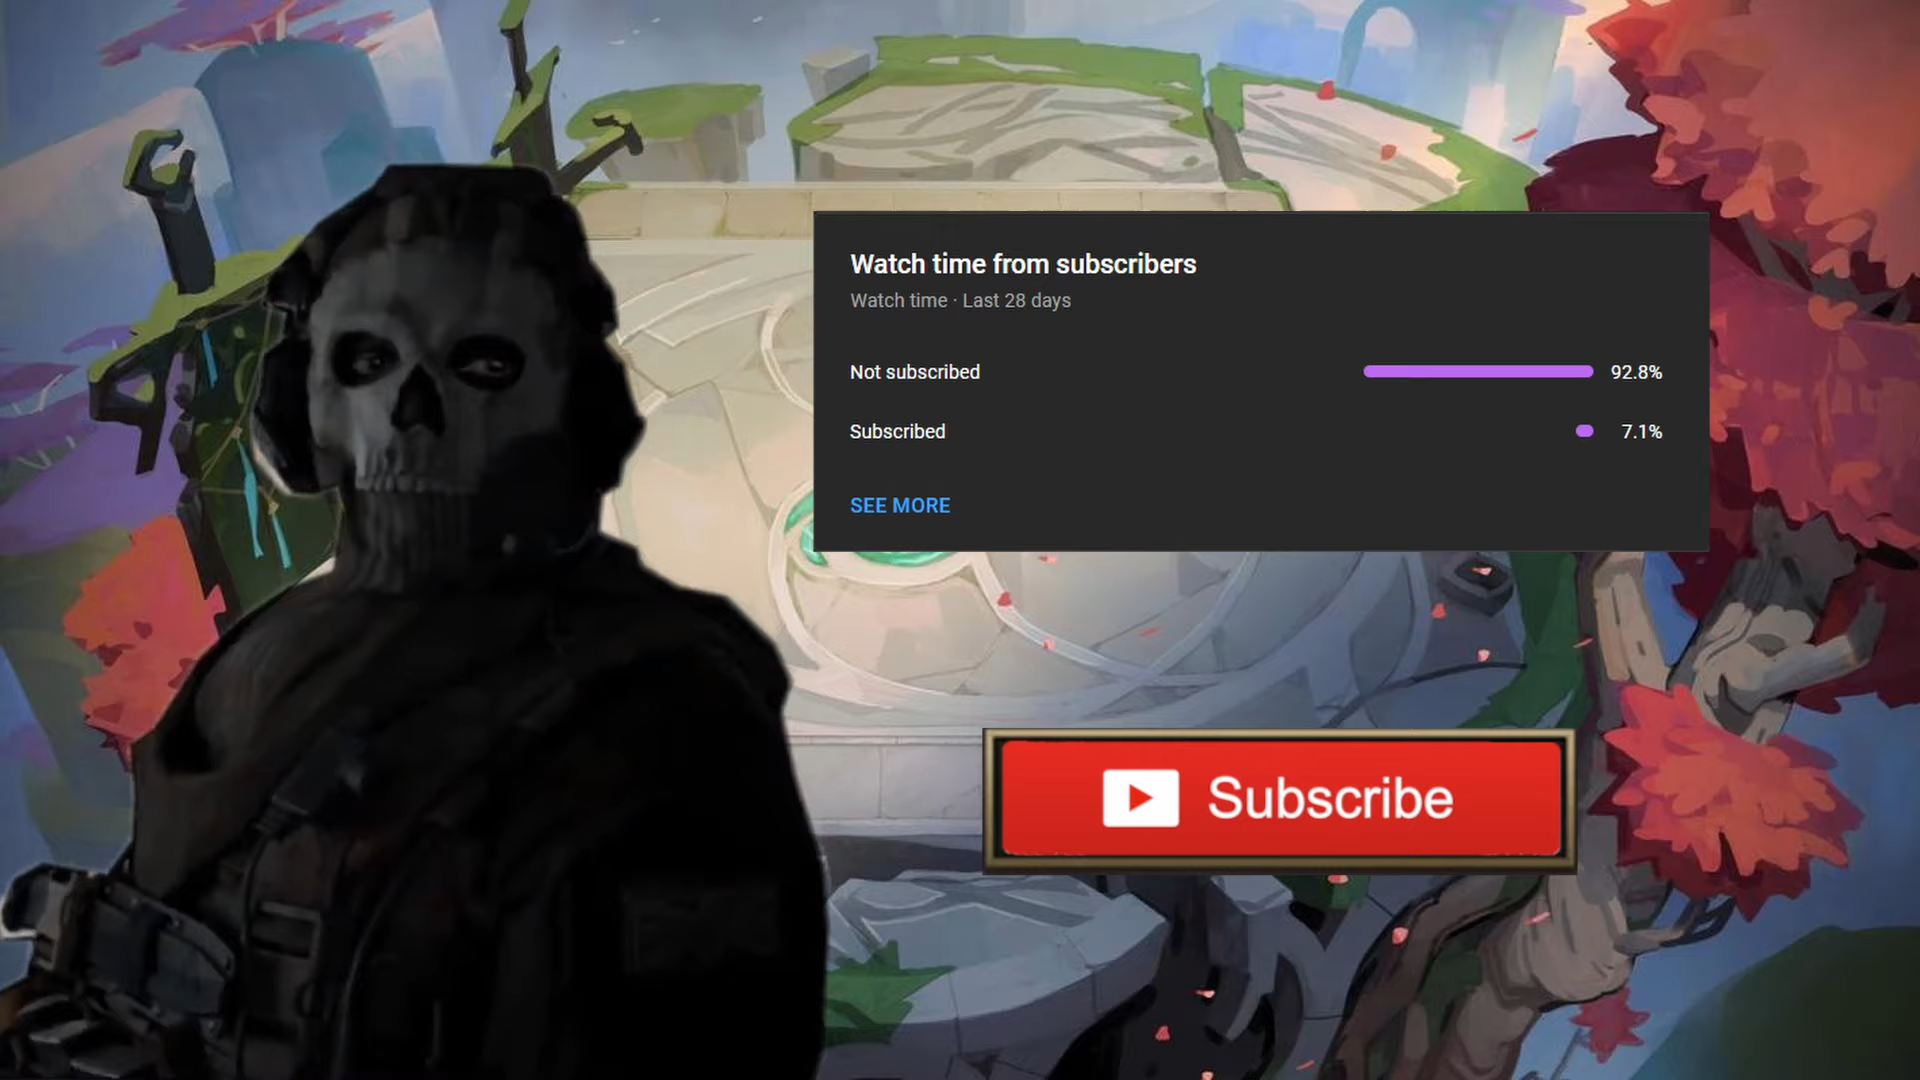 Watch time from subscribers
Watch time · Last 28 days
Not subscribed 92.8%
Subscribed 7.1%
SEE MORE
Subscribe